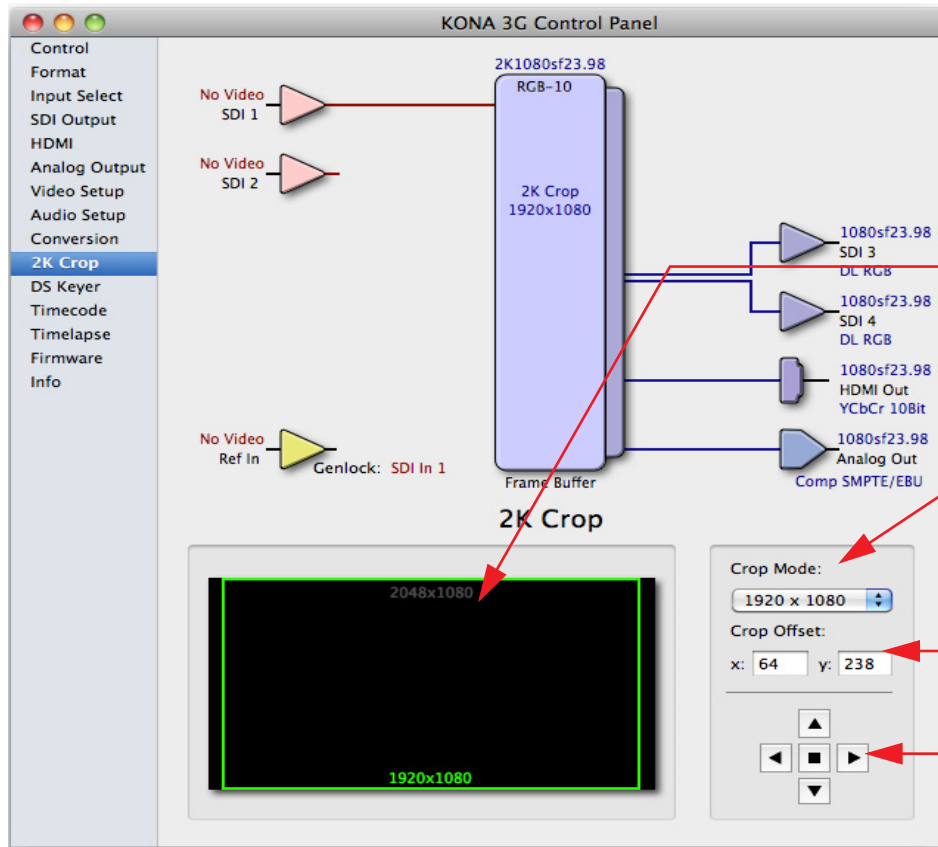 KONA 3G Control Panel
Control
Format
Input Select
SDI Output
HDMI
Analog Output
Video Setup
Audio Setup
Conversion
2K Crop
DS Keyer
Timecode
Timelapse
Firmware
Info
2K1080sf23.98
RGB-10
No Video
SDI 1
No Video
SDI 2
2K Crop
1920x1080
1080sf23.98
SDI 3
DL RGB
1080sf23.98
SDI 4
DL RGB
1080sf23.98
HDMI Out
YCbCr 10Bit
No Video
Ref In
Genlock: SDI In 1
1080sf23.98
Analog Out
Comp SMPTE/EBU
Frame Buffer
2K Crop
2048x1080
1920x1080
Crop Mode:
1920 x 1080
Crop Offset:
x: 64 y: 238